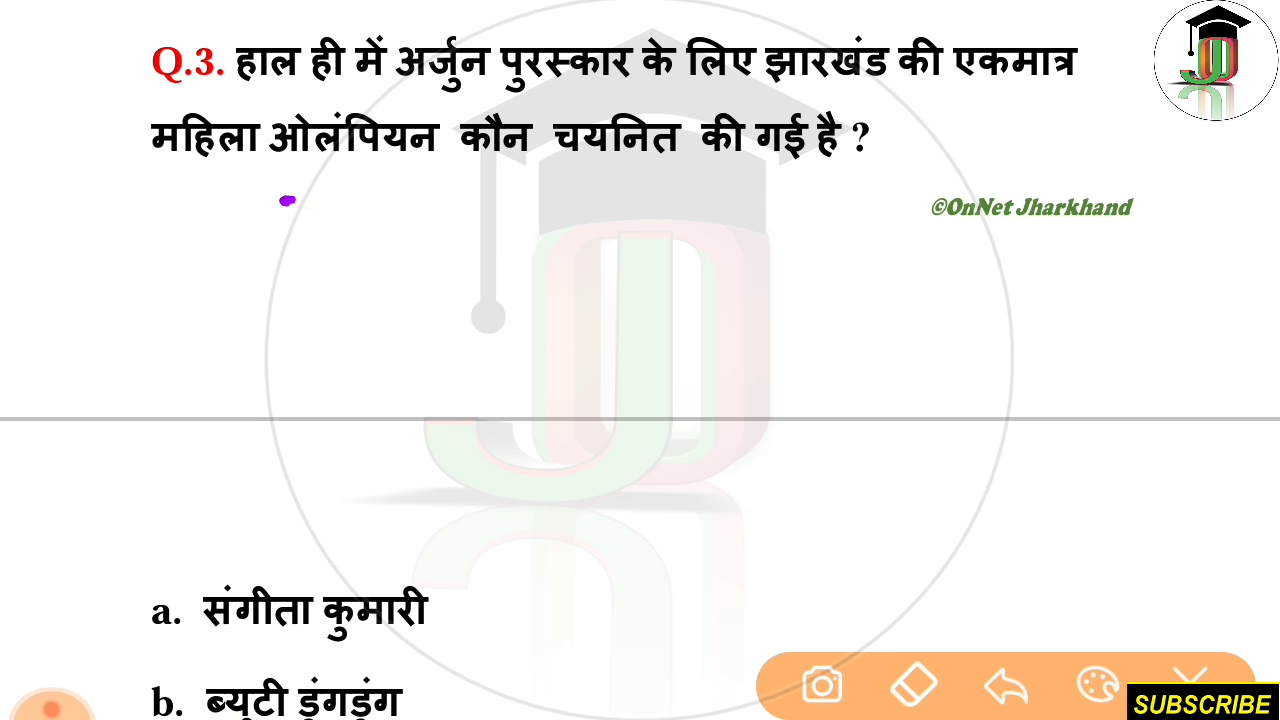 Q.3. हाल ही में अर्जुन पुरस्कार के लिए झारखंड की एकमात्र
महिला ओलंपियन कौन चयनित की गई है ?
©OnNet Jharkhand
a. संगीता कुमारी
b. ब्यूटी डुंगडुंग
SUBSCRIBE